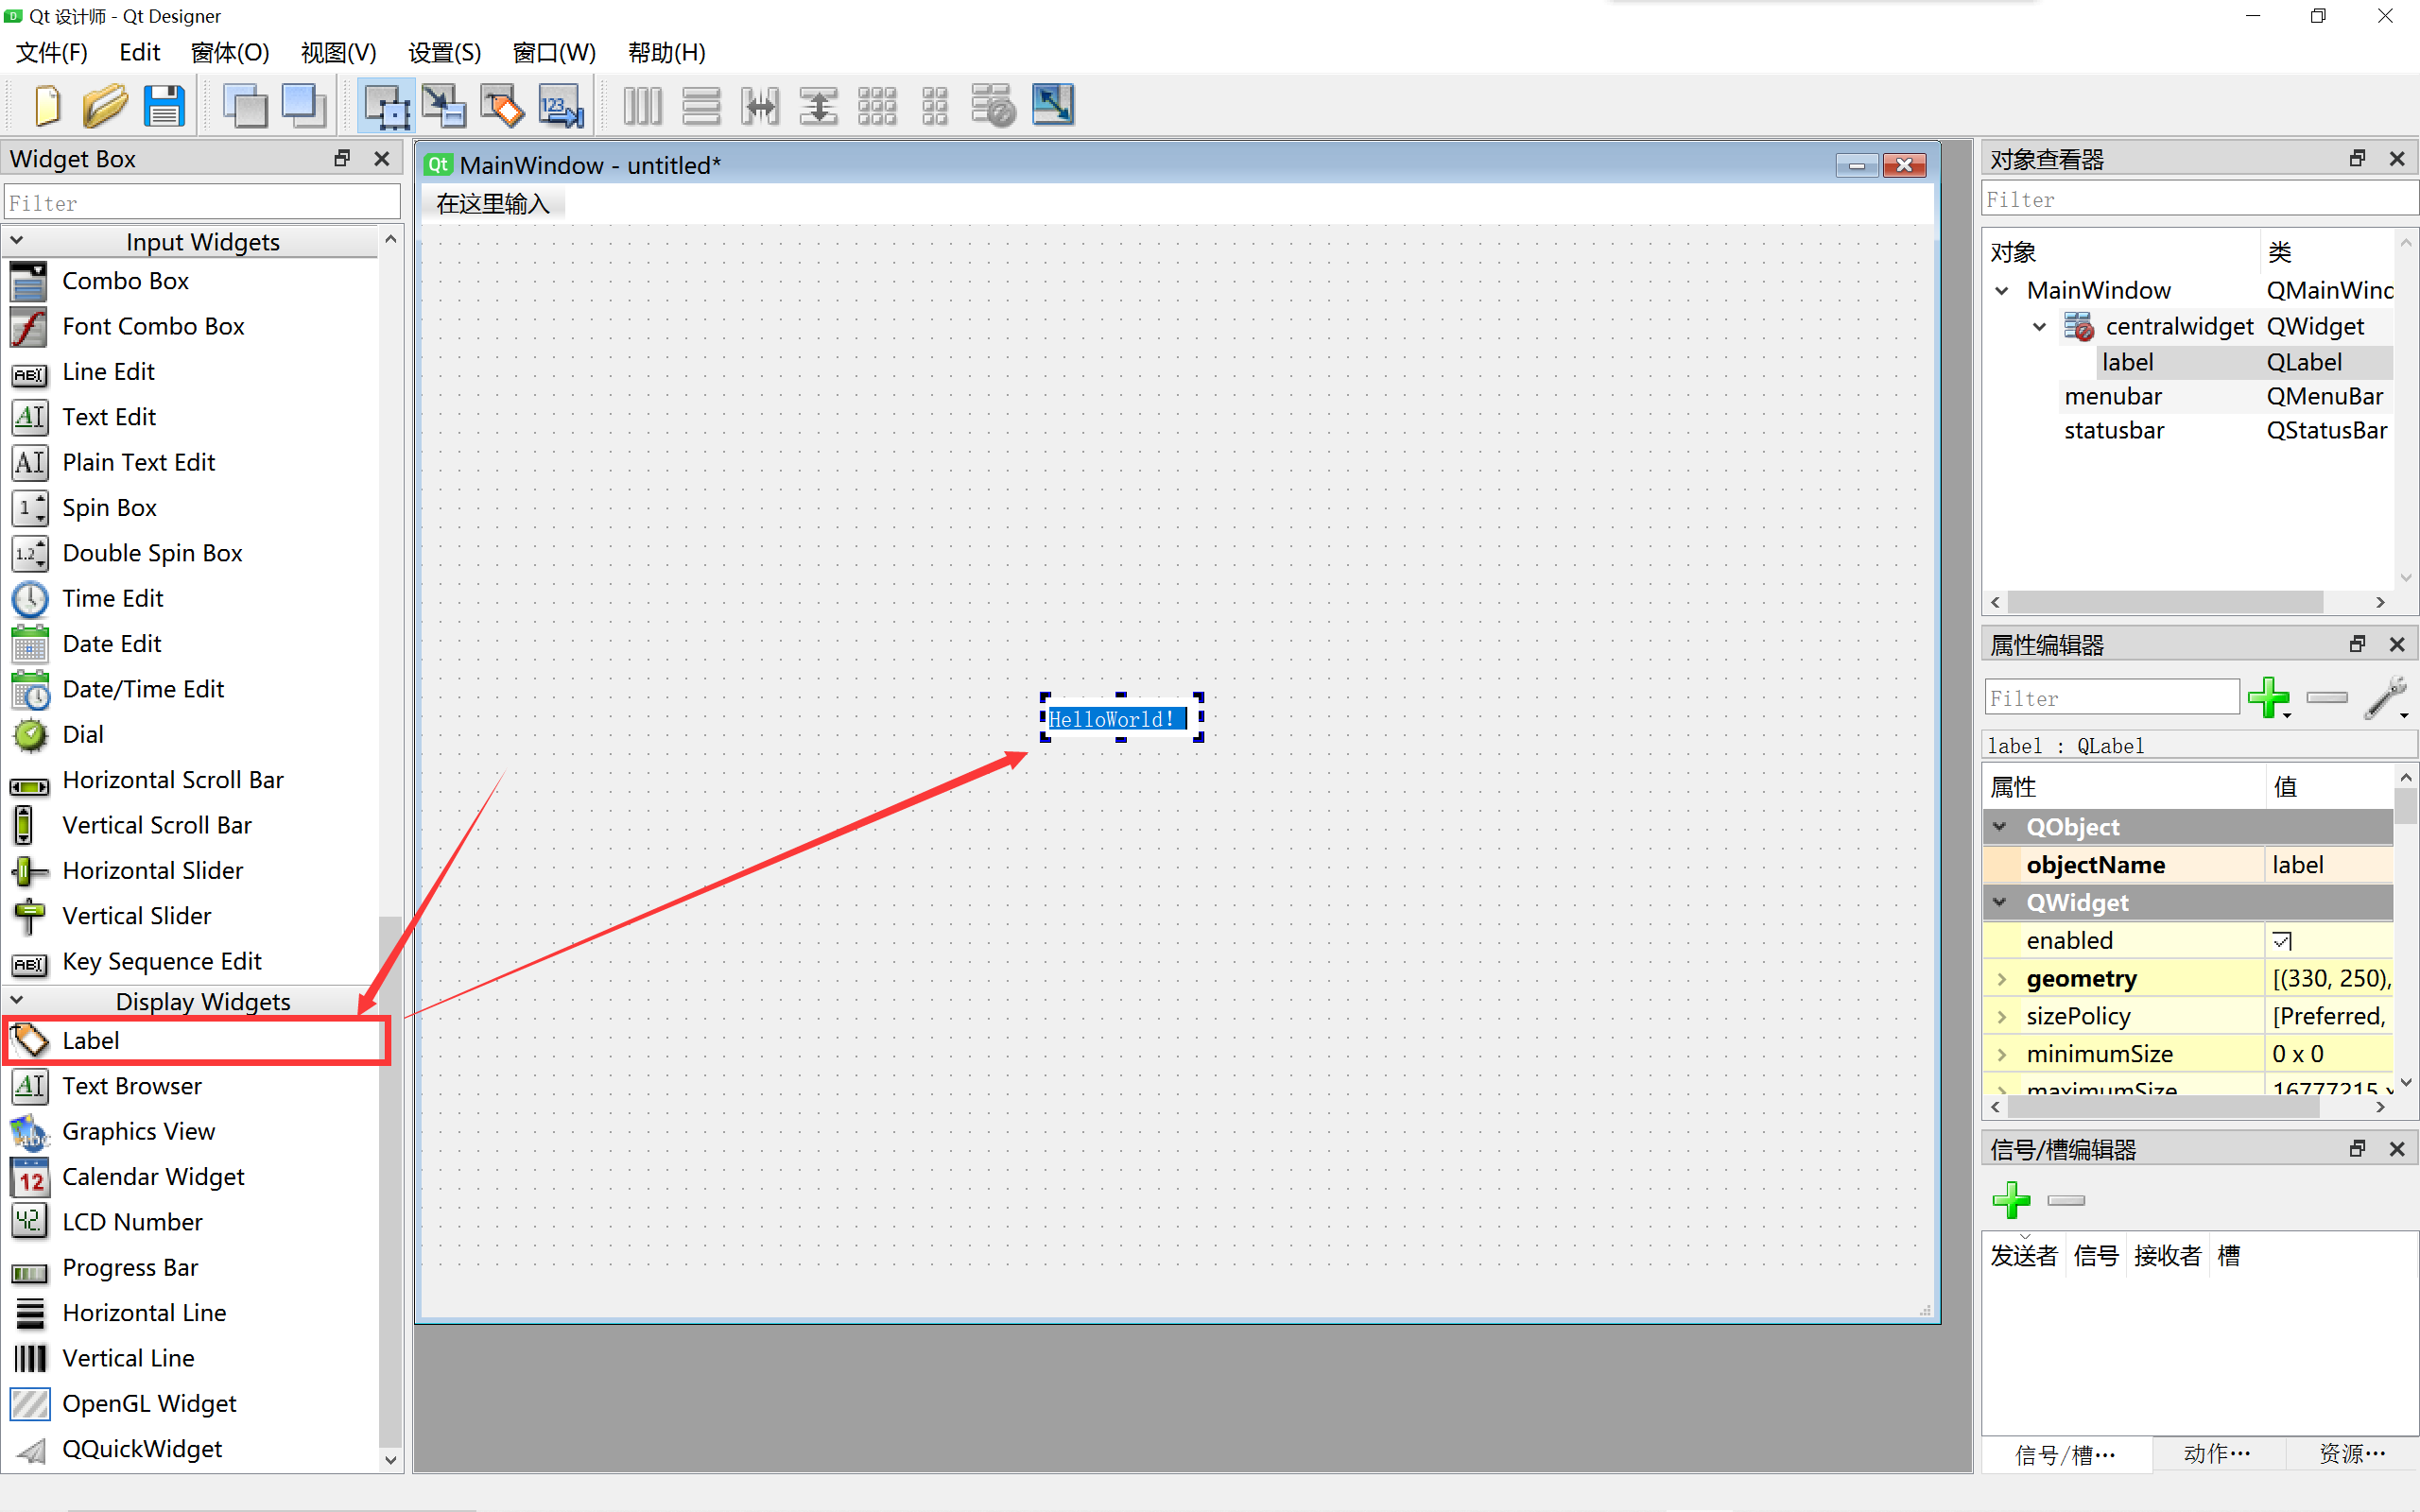 Qt 设计师 - Qt Designer
文件(F) Edit 窗体(O) 视图(V) 设置(S) 窗口(W) 帮助(H)
123
Widget Box
Filter
Input Widgets
Combo Box
Font Combo Box
Line Edit
Text Edit
Plain Text Edit
Spin Box
Double Spin Box
Time Edit
Date Edit
Date/Time Edit
Dial
Horizontal Scroll Bar
Vertical Scroll Bar
Horizontal Slider
Vertical Slider
Key Sequence Edit
Display Widgets
Label
Text Browser
Graphics View
Calendar Widget
LCD Number
Progress Bar
Horizontal Line
Vertical Line
OpenGL Widget
QQuickWidget
Qt MainWindow - untitled*
在这里输入
HelloWorld!
对象查看器
Filter
对象 类
MainWindow QMainWind
centralwidget QWidget
label QLabel
menubar QMenuBar
statusbar QStatusBar
属性编辑器
Filter
label : QLabel
属性 值
QObject
objectName label
QWidget
enabled
geometry [(330, 250),
sizePolicy [Preferred,
minimumSize 0 x 0
maximumSize 16777215 x
信号/槽编辑器
发送者 信号 接收者 槽
信号/槽… 动作… 资源…